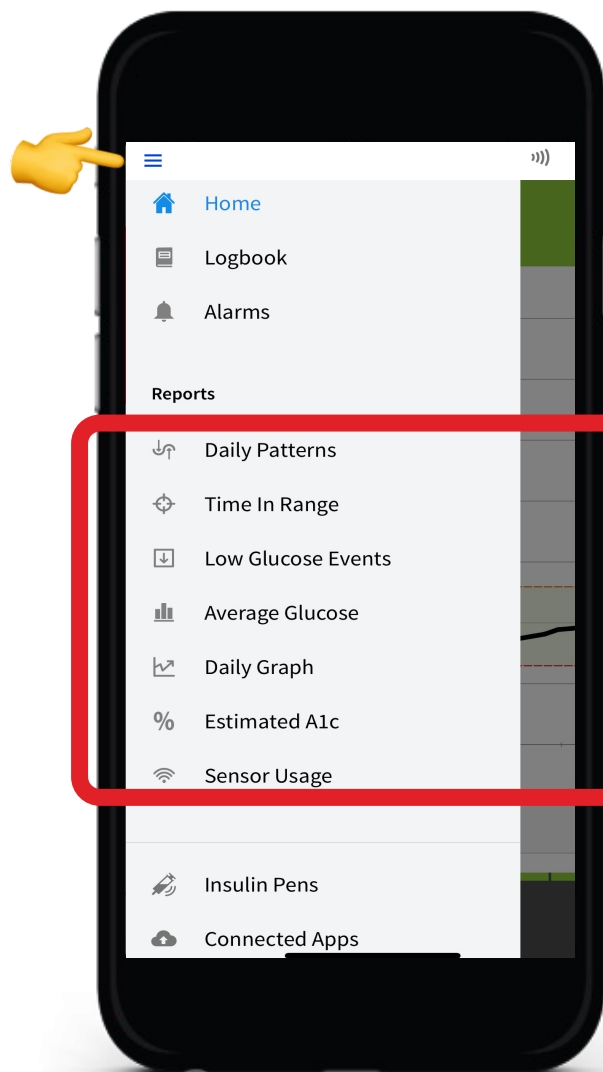 Home
Logbook
Alarms
Reports
Daily Patterns
Time In Range
Low Glucose Events
Average Glucose
Daily Graph
% Estimated A1c
Sensor Usage
Insulin Pens
Connected Apps